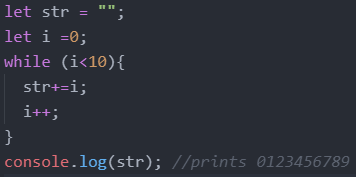 let str = "";
let i =0;
while (i<10){
  str+=i;
  i++;
}
console.log(str); //prints 0123456789